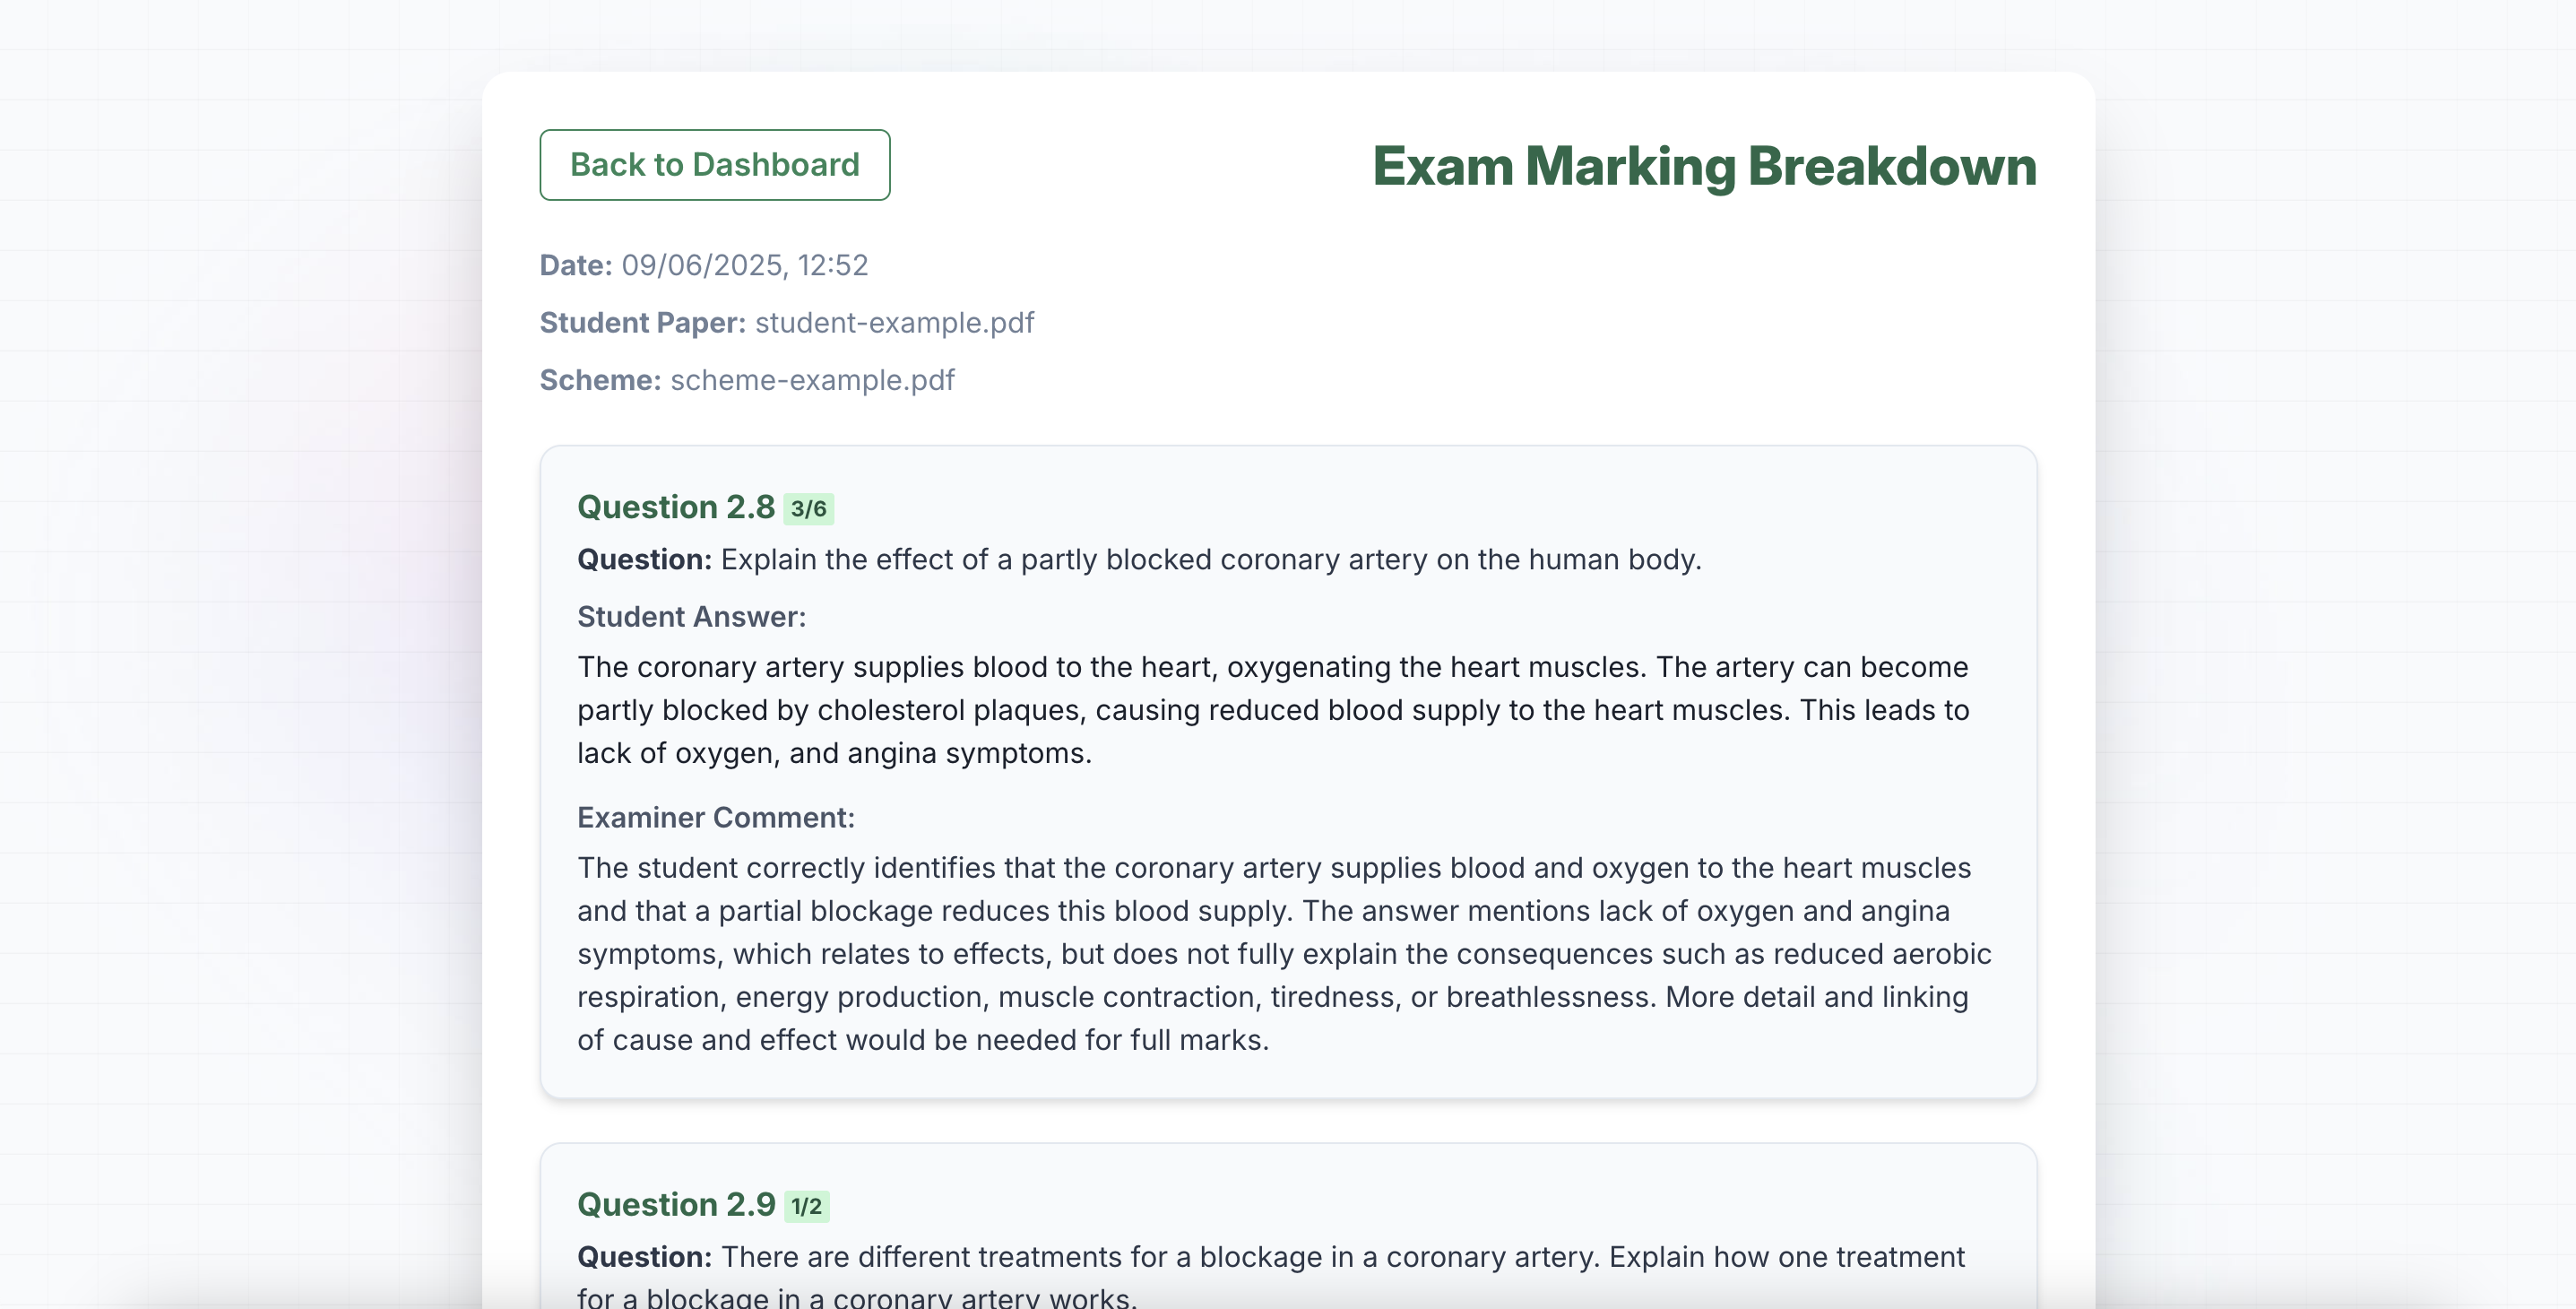 Back to Dashboard
Exam Marking Breakdown
Date: 09/06/2025, 12:52
Student Paper: student-example.pdf
Scheme: scheme-example.pdf
Question 2.8 3/6
Question: Explain the effect of a partly blocked coronary artery on the human body.
Student Answer:
The coronary artery supplies blood to the heart, oxygenating the heart muscles. The artery can become
partly blocked by cholesterol plaques, causing reduced blood supply to the heart muscles. This leads to
lack of oxygen, and angina symptoms.
Examiner Comment:
The student correctly identifies that the coronary artery supplies blood and oxygen to the heart muscles
and that a partial blockage reduces this blood supply. The answer mentions lack of oxygen and angina
symptoms, which relates to effects, but does not fully explain the consequences such as reduced aerobic
respiration, energy production, muscle contraction, tiredness, or breathlessness. More detail and linking
of cause and effect would be needed for full marks.
Question 2.9 1/2
Question: There are different treatments for a blockage in a coronary artery. Explain how one treatment
for a blockage in a coronary artery works.